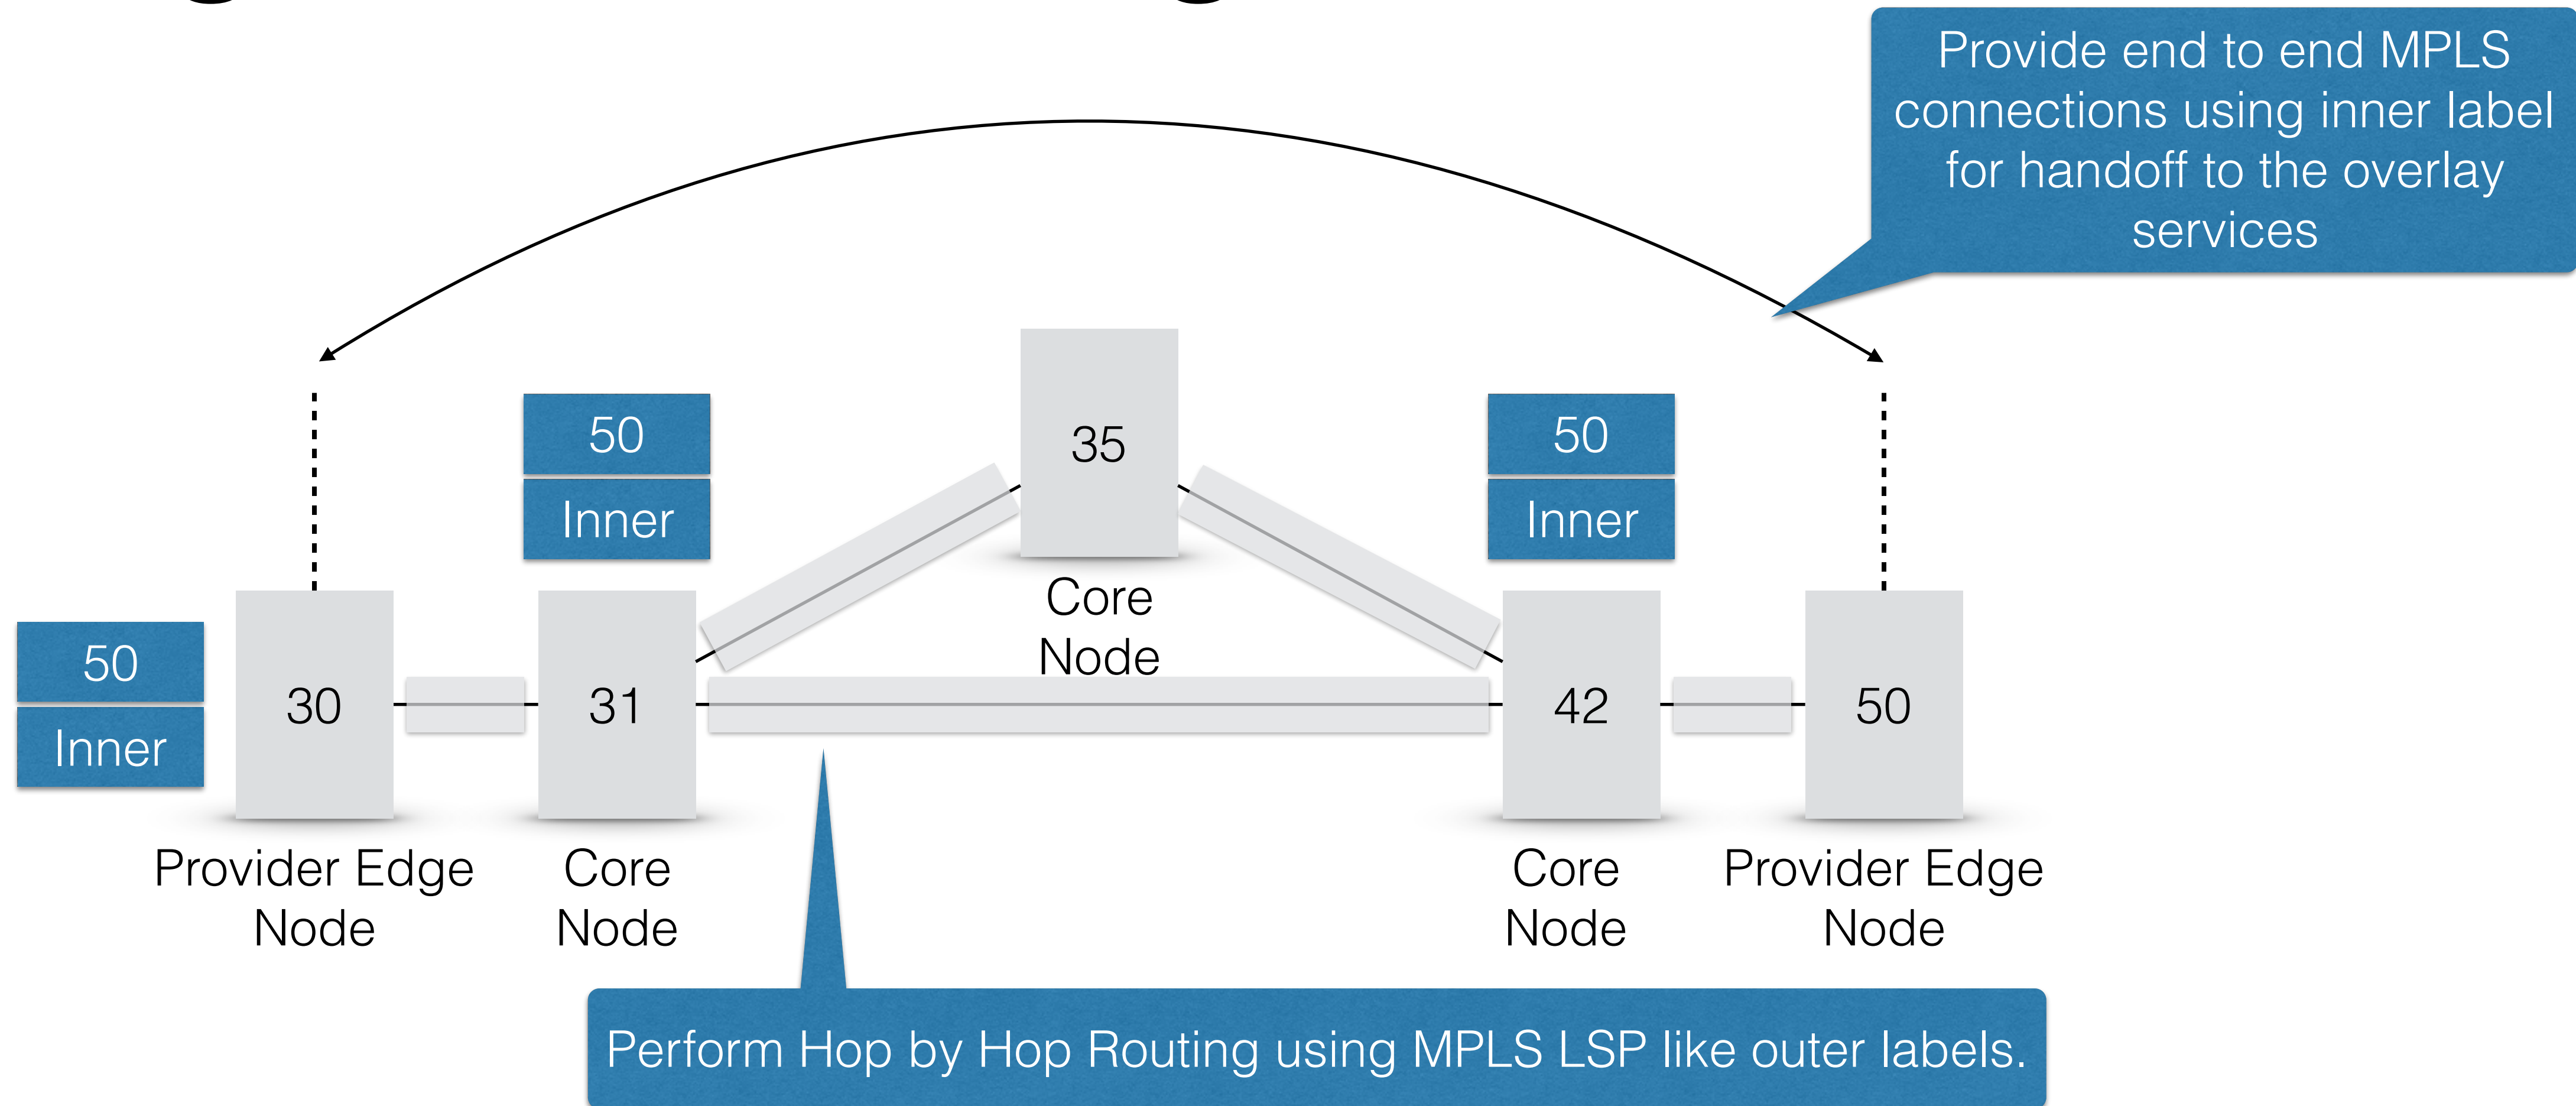 Provide end to end MPLS
connections using inner label
for handoff to the overlay
services
50
Inner
50
Inner
35
Core
Node
50
Inner
30
31
42
50
Provider Edge
Node
Core
Node
Core
Node
Provider Edge
Node
Perform Hop by Hop Routing using MPLS LSP like outer labels.